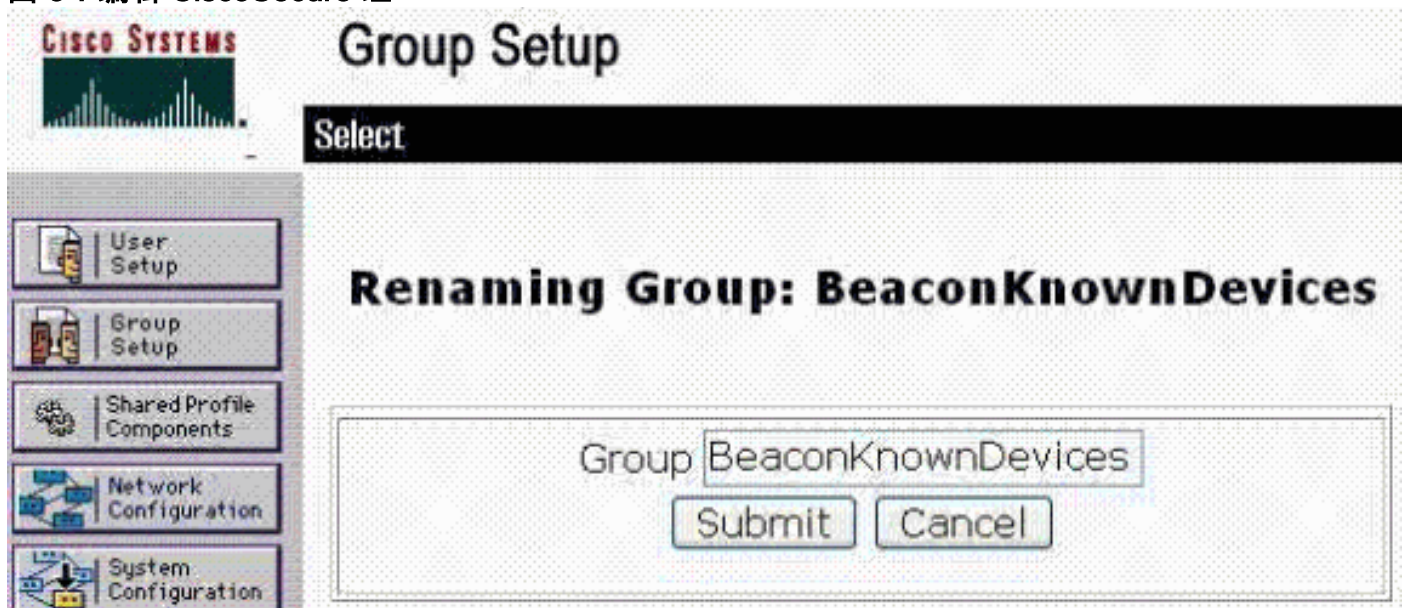 CISCO SYSTEMS
Group Setup
Select
User
Setup
Group
Setup
Shared Profile
Components
Network
Configuration
System
Configuration
Renaming Group: BeaconKnownDevices
Group BeaconKnownDevices
Submit Cancel